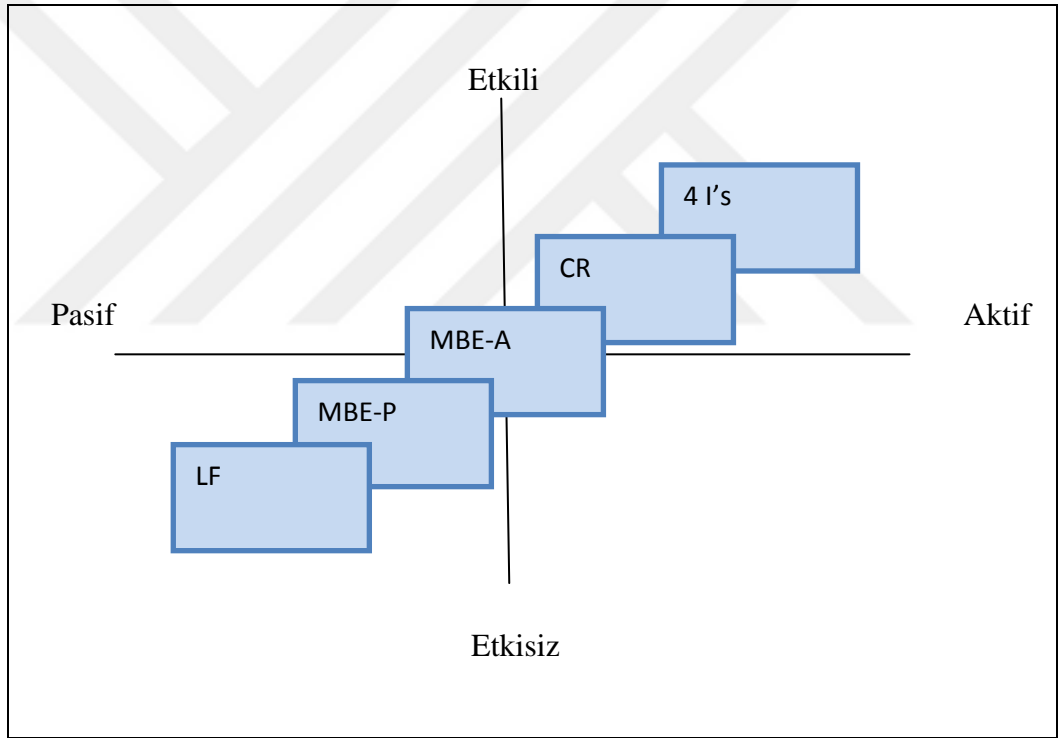 Etkili
4 I’s
CR
Pasif
Aktif
MBE-A
MBE-P
LF
Etkisiz